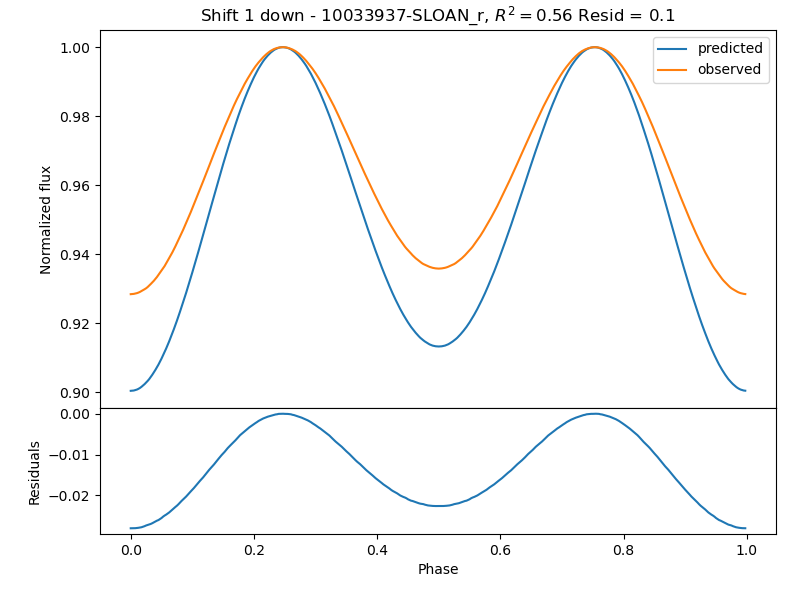 Shift 1 down - 10033937-SLOAN_r, R² = 0.56 Resid = 0.1
predicted
observed
Normalized flux
1.00
0.98
0.96
0.94
0.92
0.90
Residuals
0.00
−0.01
−0.02
0.0 0.2 0.4 0.6 0.8 1.0
Phase